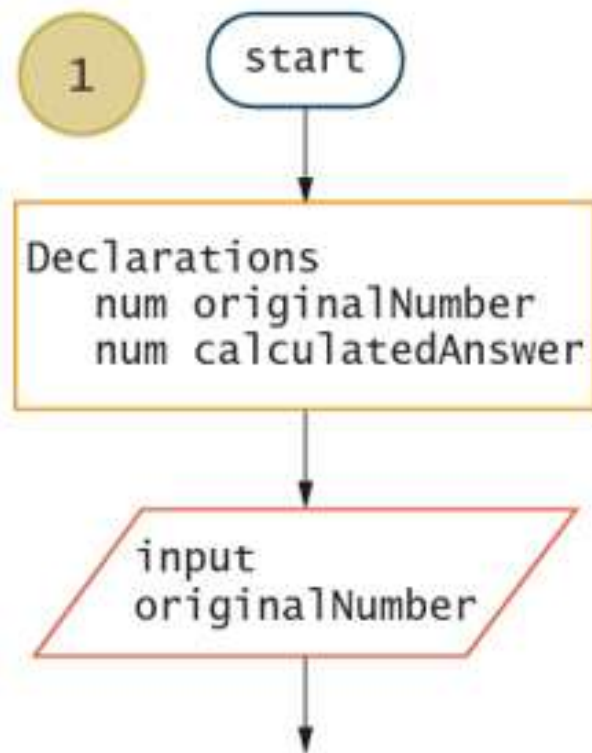 1
start
Declarations
num originalNumber
num calculatedAnswer
input
originalNumber